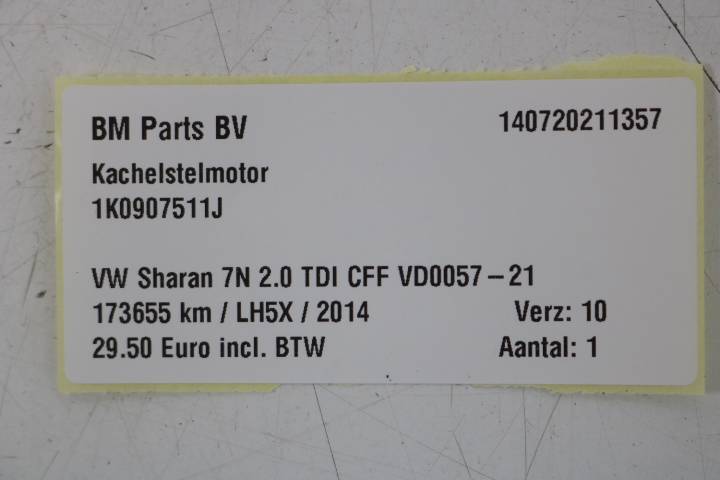 BM Parts BV 140720211357
Kachelstelmotor
1K0907511J
VW Sharan 7N 2.0 TDI CFF VD0057-21
173655 km / LH5X / 2014 Verz: 10
29.50 Euro incl. BTW Aantal: 1